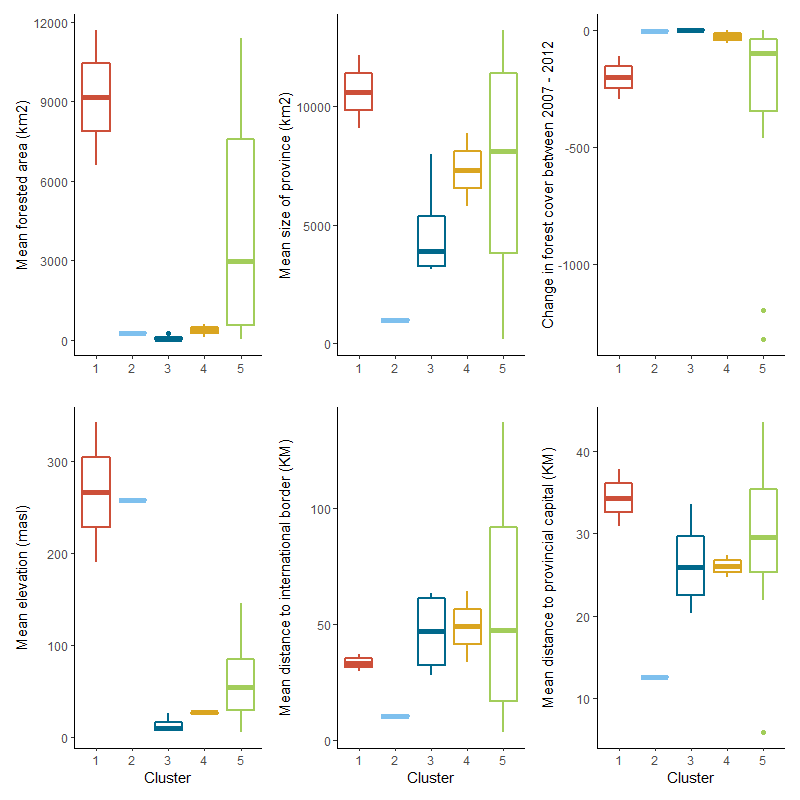 Mean forested area (km2)
12000
9000
6000
3000
0
1 2 3 4 5
Mean size of province (km2)
10000
5000
0
1 2 3 4 5
Change in forest cover between 2007 - 2012
0
-500
-1000
1 2 3 4 5
Mean elevation (masl)
300
200
100
0
1 2 3 4 5
Cluster
Mean distance to international border (KM)
100
50
0
1 2 3 4 5
Cluster
Mean distance to provincial capital (KM)
40
30
20
10
1 2 3 4 5
Cluster